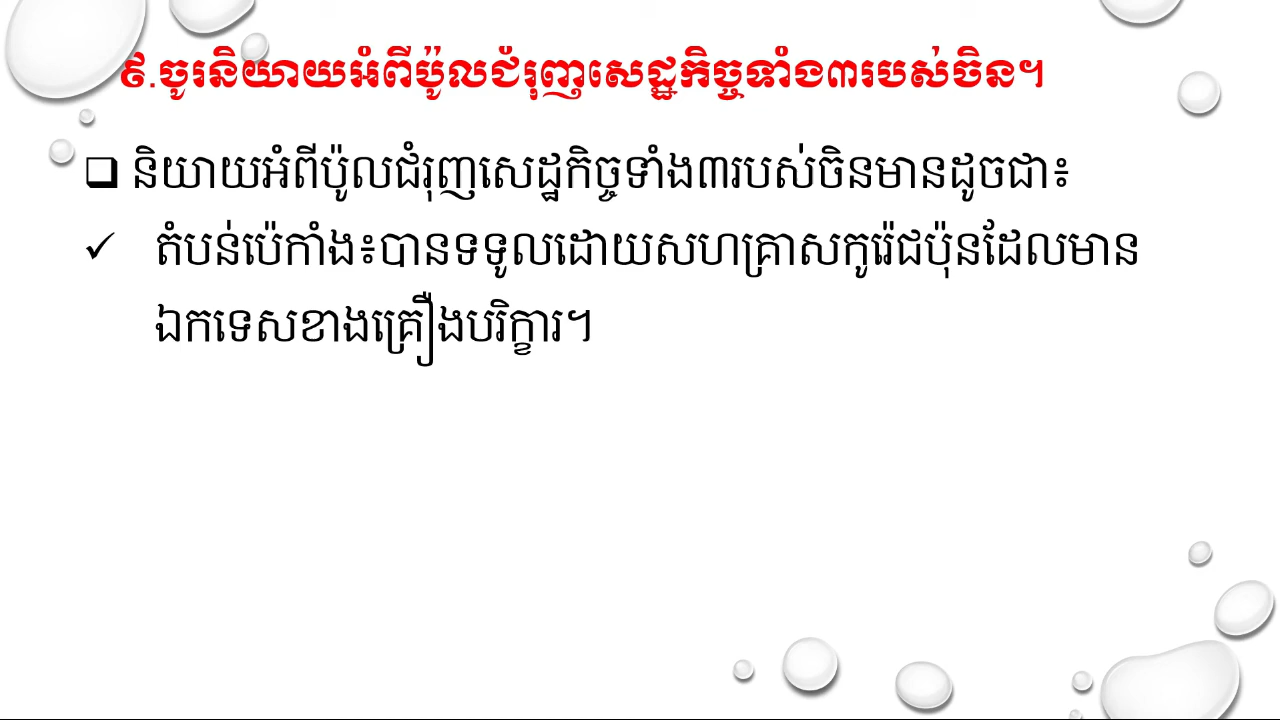 ៩.ចូរនិយាយអំពីប៉ូលជំរុញសេដ្ឋកិច្ចទាំង៣របស់ចិន។
និយាយអំពីប៉ូលជំរុញសេដ្ឋកិច្ចទាំង៣របស់ចិនមានដូចជា៖
តំបន់ប៉េកាំង៖បានទទូលដោយសហគ្រាសកូរ៉េជប៉ុនដែលមាន
ឯកទេសខាងគ្រឿងបរិក្ខារ។